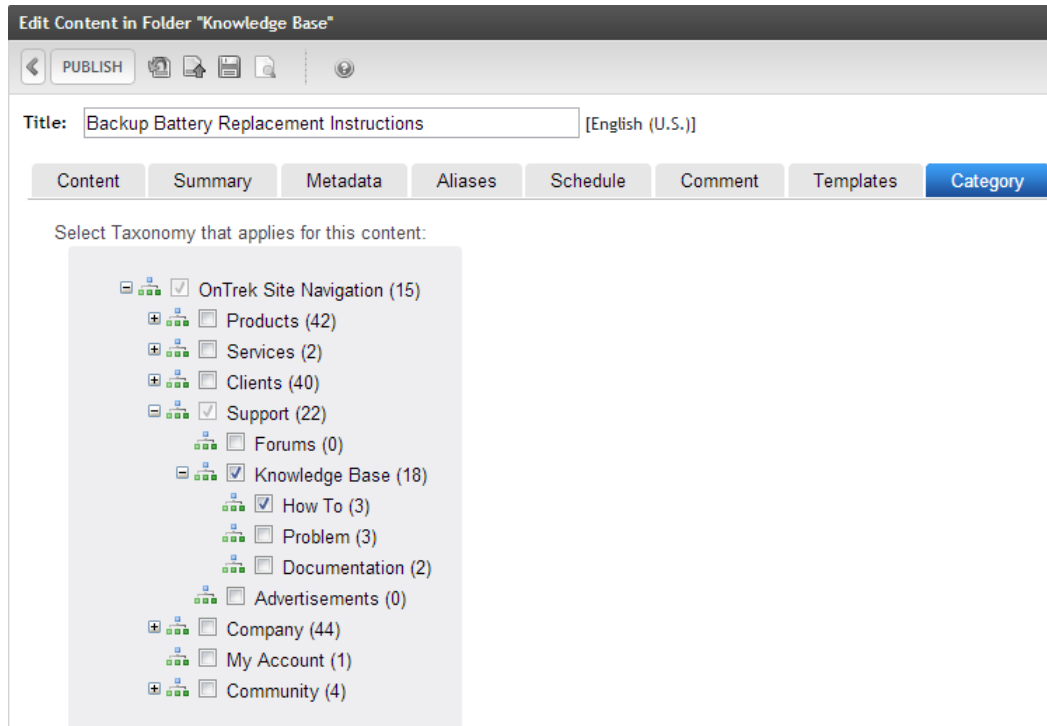 Edit Content in Folder "Knowledge Base"
PUBLISH
Title: Backup Battery Replacement Instructions [English (U.S.)]
Content Summary Metadata Aliases Schedule Comment Templates Category
Select Taxonomy that applies for this content:
OnTrek Site Navigation (15)
Products (42)
Services (2)
Clients (40)
Support (22)
Forums (0)
Knowledge Base (18)
How To (3)
Problem (3)
Documentation (2)
Advertisements (0)
Company (44)
My Account (1)
Community (4)